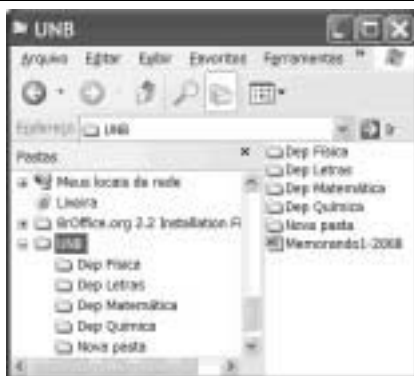 UNB
Arquivo Editar Exibir Favoritos Ferramentas »
Endereço UNB Ir
Pastas ×
Meus locais de rede
Lixeira
BrOffice.org 2.2 Installation Fi
UNB
Dep Física
Dep Letras
Dep Matemática
Dep Química
Nova pasta
Dep Física
Dep Letras
Dep Matemática
Dep Química
Nova pasta
Memorando1-2008